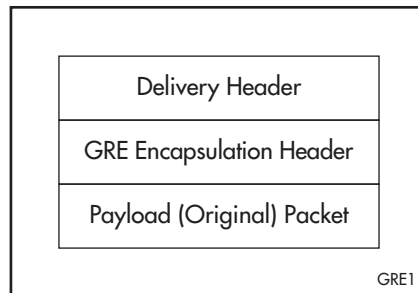 Delivery Header
GRE Encapsulation Header
Payload (Original) Packet
GRE1